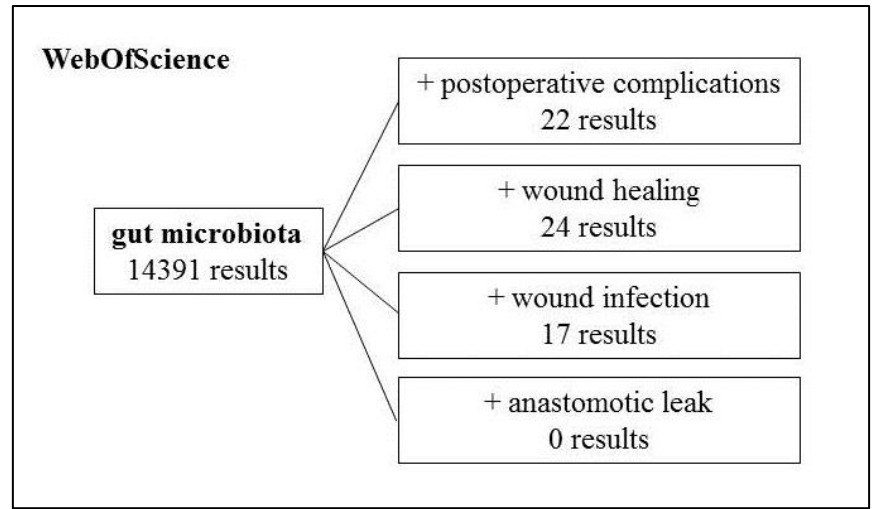 WebOfScience
gut microbiota
14391 results
+ postoperative complications
22 results
+ wound healing
24 results
+ wound infection
17 results
+ anastomotic leak
0 results